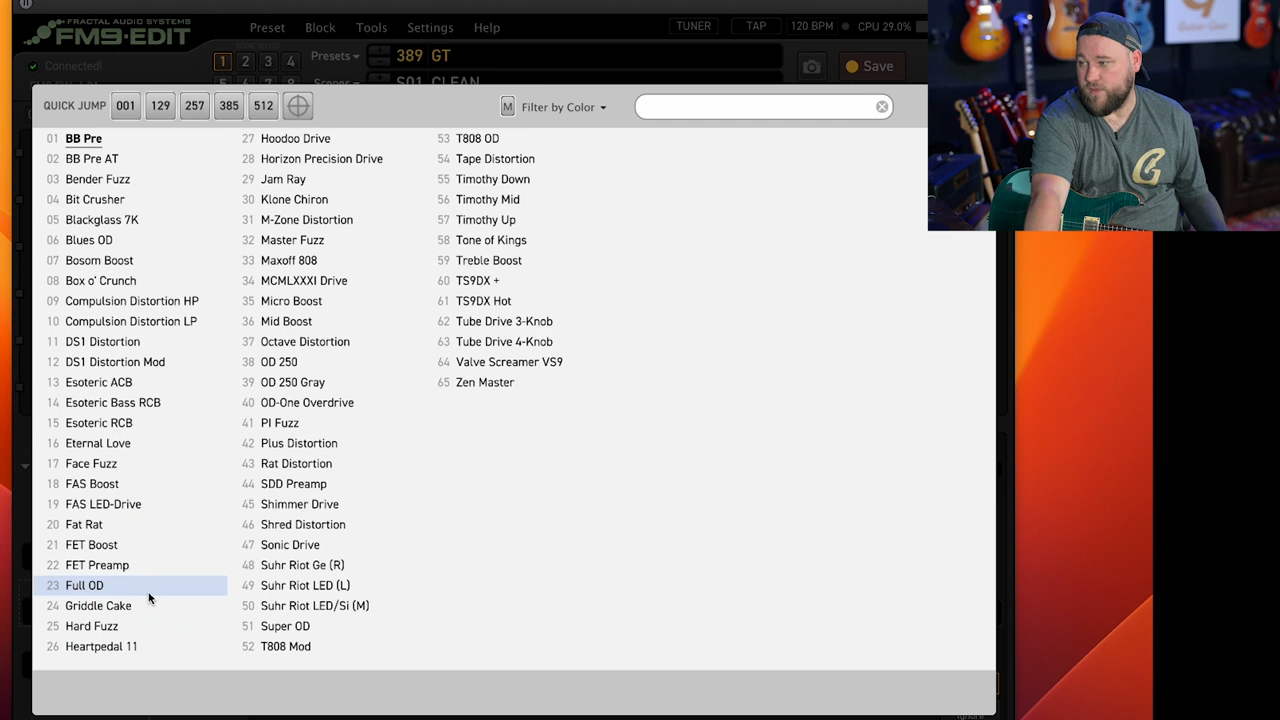 FRACTAL AUDIO SYSTEMS
FM9-EDIT
Preset Block Tools Settings Help
TUNER TAP 120 BPM CPU 29.0%
Connected!
1 2 3 4
Presets
389 GT
Save
S01 CLEAN
QUICK JUMP 001 129 257 385 512
M Filter by Color
01 BB Pre
02 BB Pre AT
03 Bender Fuzz
04 Bit Crusher
05 Blackglass 7K
06 Blues OD
07 Bosom Boost
08 Box o' Crunch
09 Compulsion Distortion HP
10 Compulsion Distortion LP
11 DS1 Distortion
12 DS1 Distortion Mod
13 Esoteric ACB
14 Esoteric Bass RCB
15 Esoteric RCB
16 Eternal Love
17 Face Fuzz
18 FAS Boost
19 FAS LED-Drive
20 Fat Rat
21 FET Boost
22 FET Preamp
23 Full OD
24 Griddle Cake
25 Hard Fuzz
26 Heartpedal 11
27 Hoodoo Drive
28 Horizon Precision Drive
29 Jam Ray
30 Klone Chiron
31 M-Zone Distortion
32 Master Fuzz
33 Maxoff 808
34 MCMLXXXI Drive
35 Micro Boost
36 Mid Boost
37 Octave Distortion
38 OD 250
39 OD 250 Gray
40 OD-One Overdrive
41 PI Fuzz
42 Plus Distortion
43 Rat Distortion
44 SDD Preamp
45 Shimmer Drive
46 Shred Distortion
47 Sonic Drive
48 Suhr Riot Ge (R)
49 Suhr Riot LED (L)
50 Suhr Riot LED/Si (M)
51 Super OD
52 T808 Mod
53 T808 OD
54 Tape Distortion
55 Timothy Down
56 Timothy Mid
57 Timothy Up
58 Tone of Kings
59 Treble Boost
60 TS9DX +
61 TS9DX Hot
62 Tube Drive 3-Knob
63 Tube Drive 4-Knob
64 Valve Screamer VS9
65 Zen Master